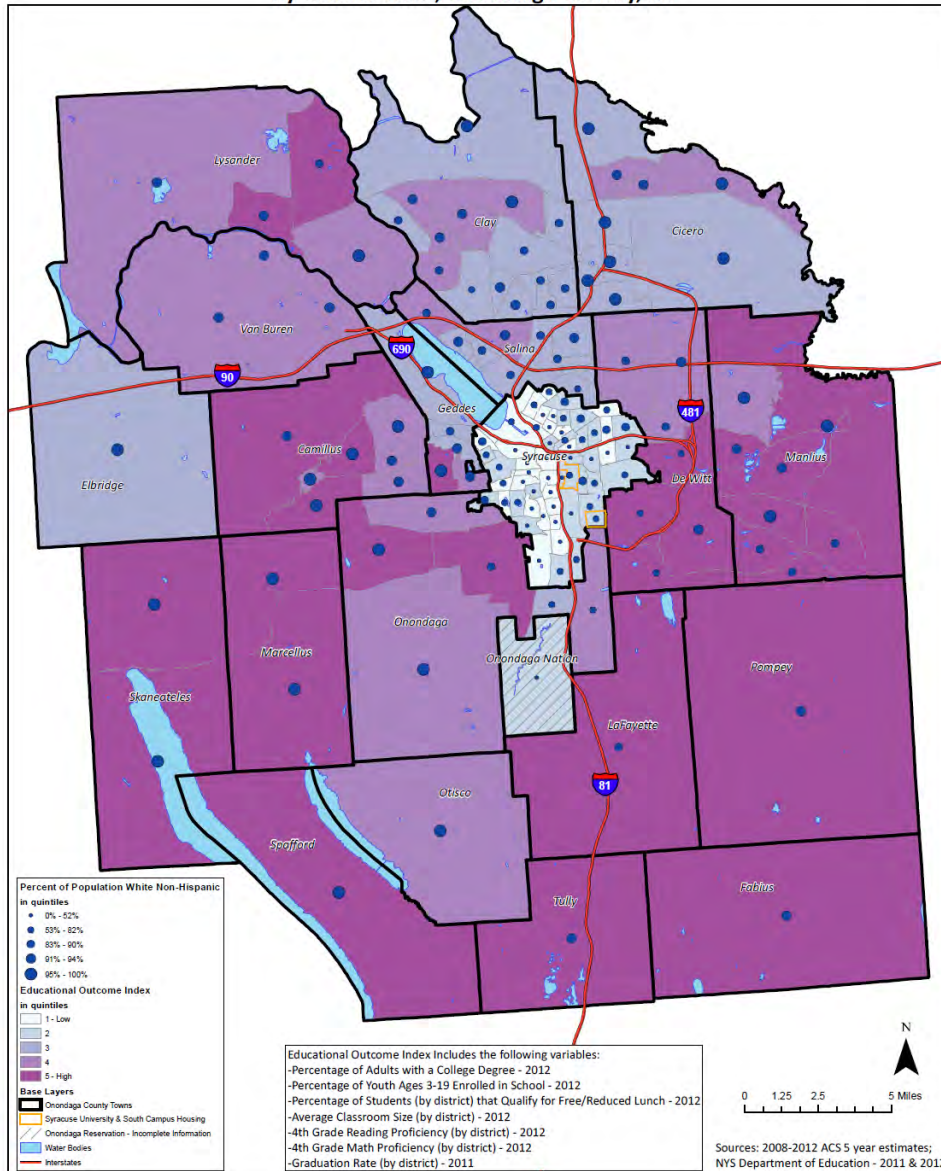 Lysander
Clay
Cicero
Van Buren
Salina
690
90
481
Geddes
Syracuse
Camillus
Manlius
De Witt
Elbridge
Onondaga
Marcellus
Onondaga Nation
Pompey
Skaneateles
LaFayette
81
Otisco
Spafford
Fabius
Tully
Percent of Population White Non-Hispanic
in quintiles
0% - 52%
53% - 82%
83% - 90%
91% - 94%
95% - 100%
Educational Outcome Index
in quintiles
1 - Low
2
3
4
5 - High
Base Layers
Onondaga County Towns
Syracuse University & South Campus Housing
Onondaga Reservation - Incomplete Information
Water Bodies
Interstates
Educational Outcome Index Includes the following variables:
-Percentage of Adults with a College Degree - 2012
-Percentage of Youth Ages 3-19 Enrolled in School - 2012
-Percentage of Students (by district) that Qualify for Free/Reduced Lunch - 2012
-Average Classroom Size (by district) - 2012
-4th Grade Reading Proficiency (by district) - 2012
-4th Grade Math Proficiency (by district) - 2012
-Graduation Rate (by district) - 2011
N
0 1.25 2.5 5 Miles
Sources: 2008-2012 ACS 5 year estimates;
NYS Department of Education - 2011 &